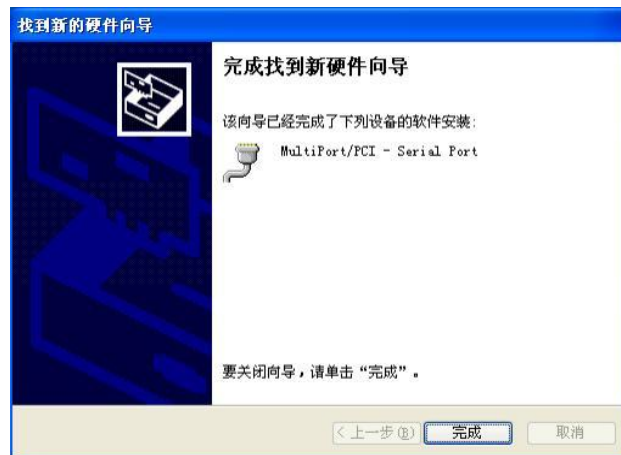 找到新的硬件向导
完成找到新硬件向导
该向导已经完成了下列设备的软件安装:
MultiPort/PCI - Serial Port
要关闭向导，请单击“完成”。
< 上一步(B)
完成
取消